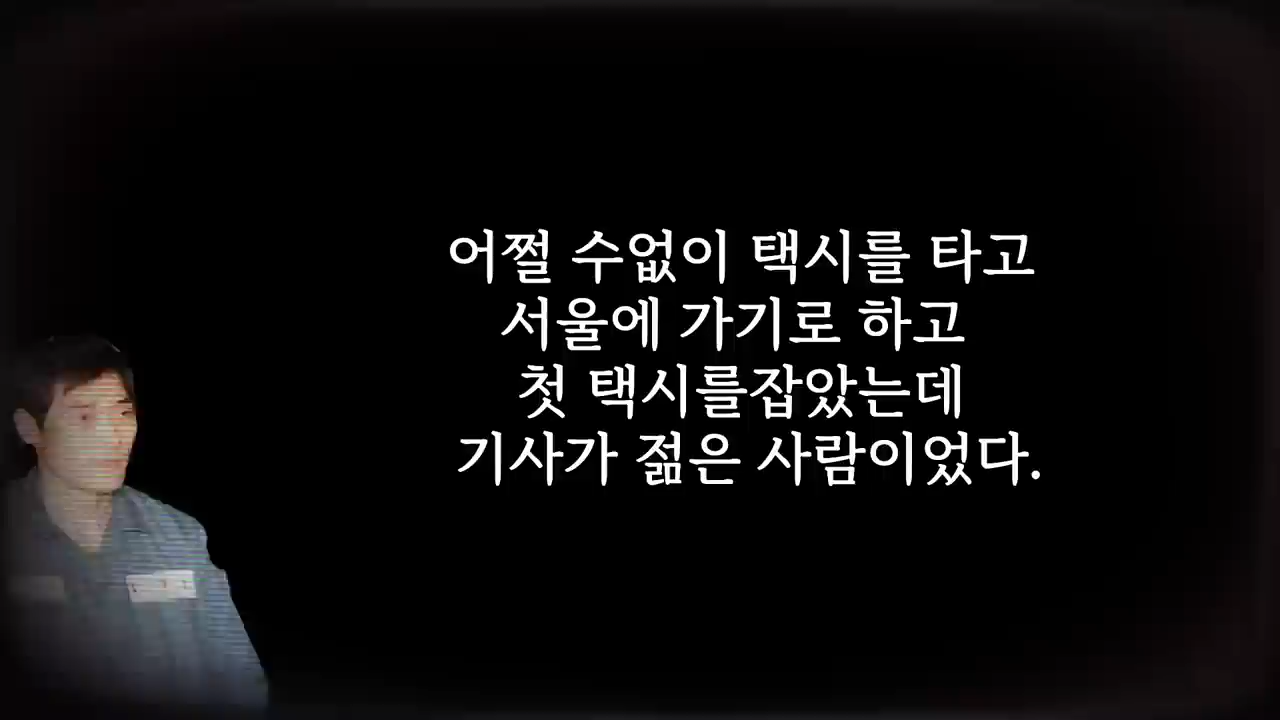 어쩔 수없이 택시를 타고
서울에 가기로 하고
첫 택시를잡았는데
기사가 젊은 사람이었다.